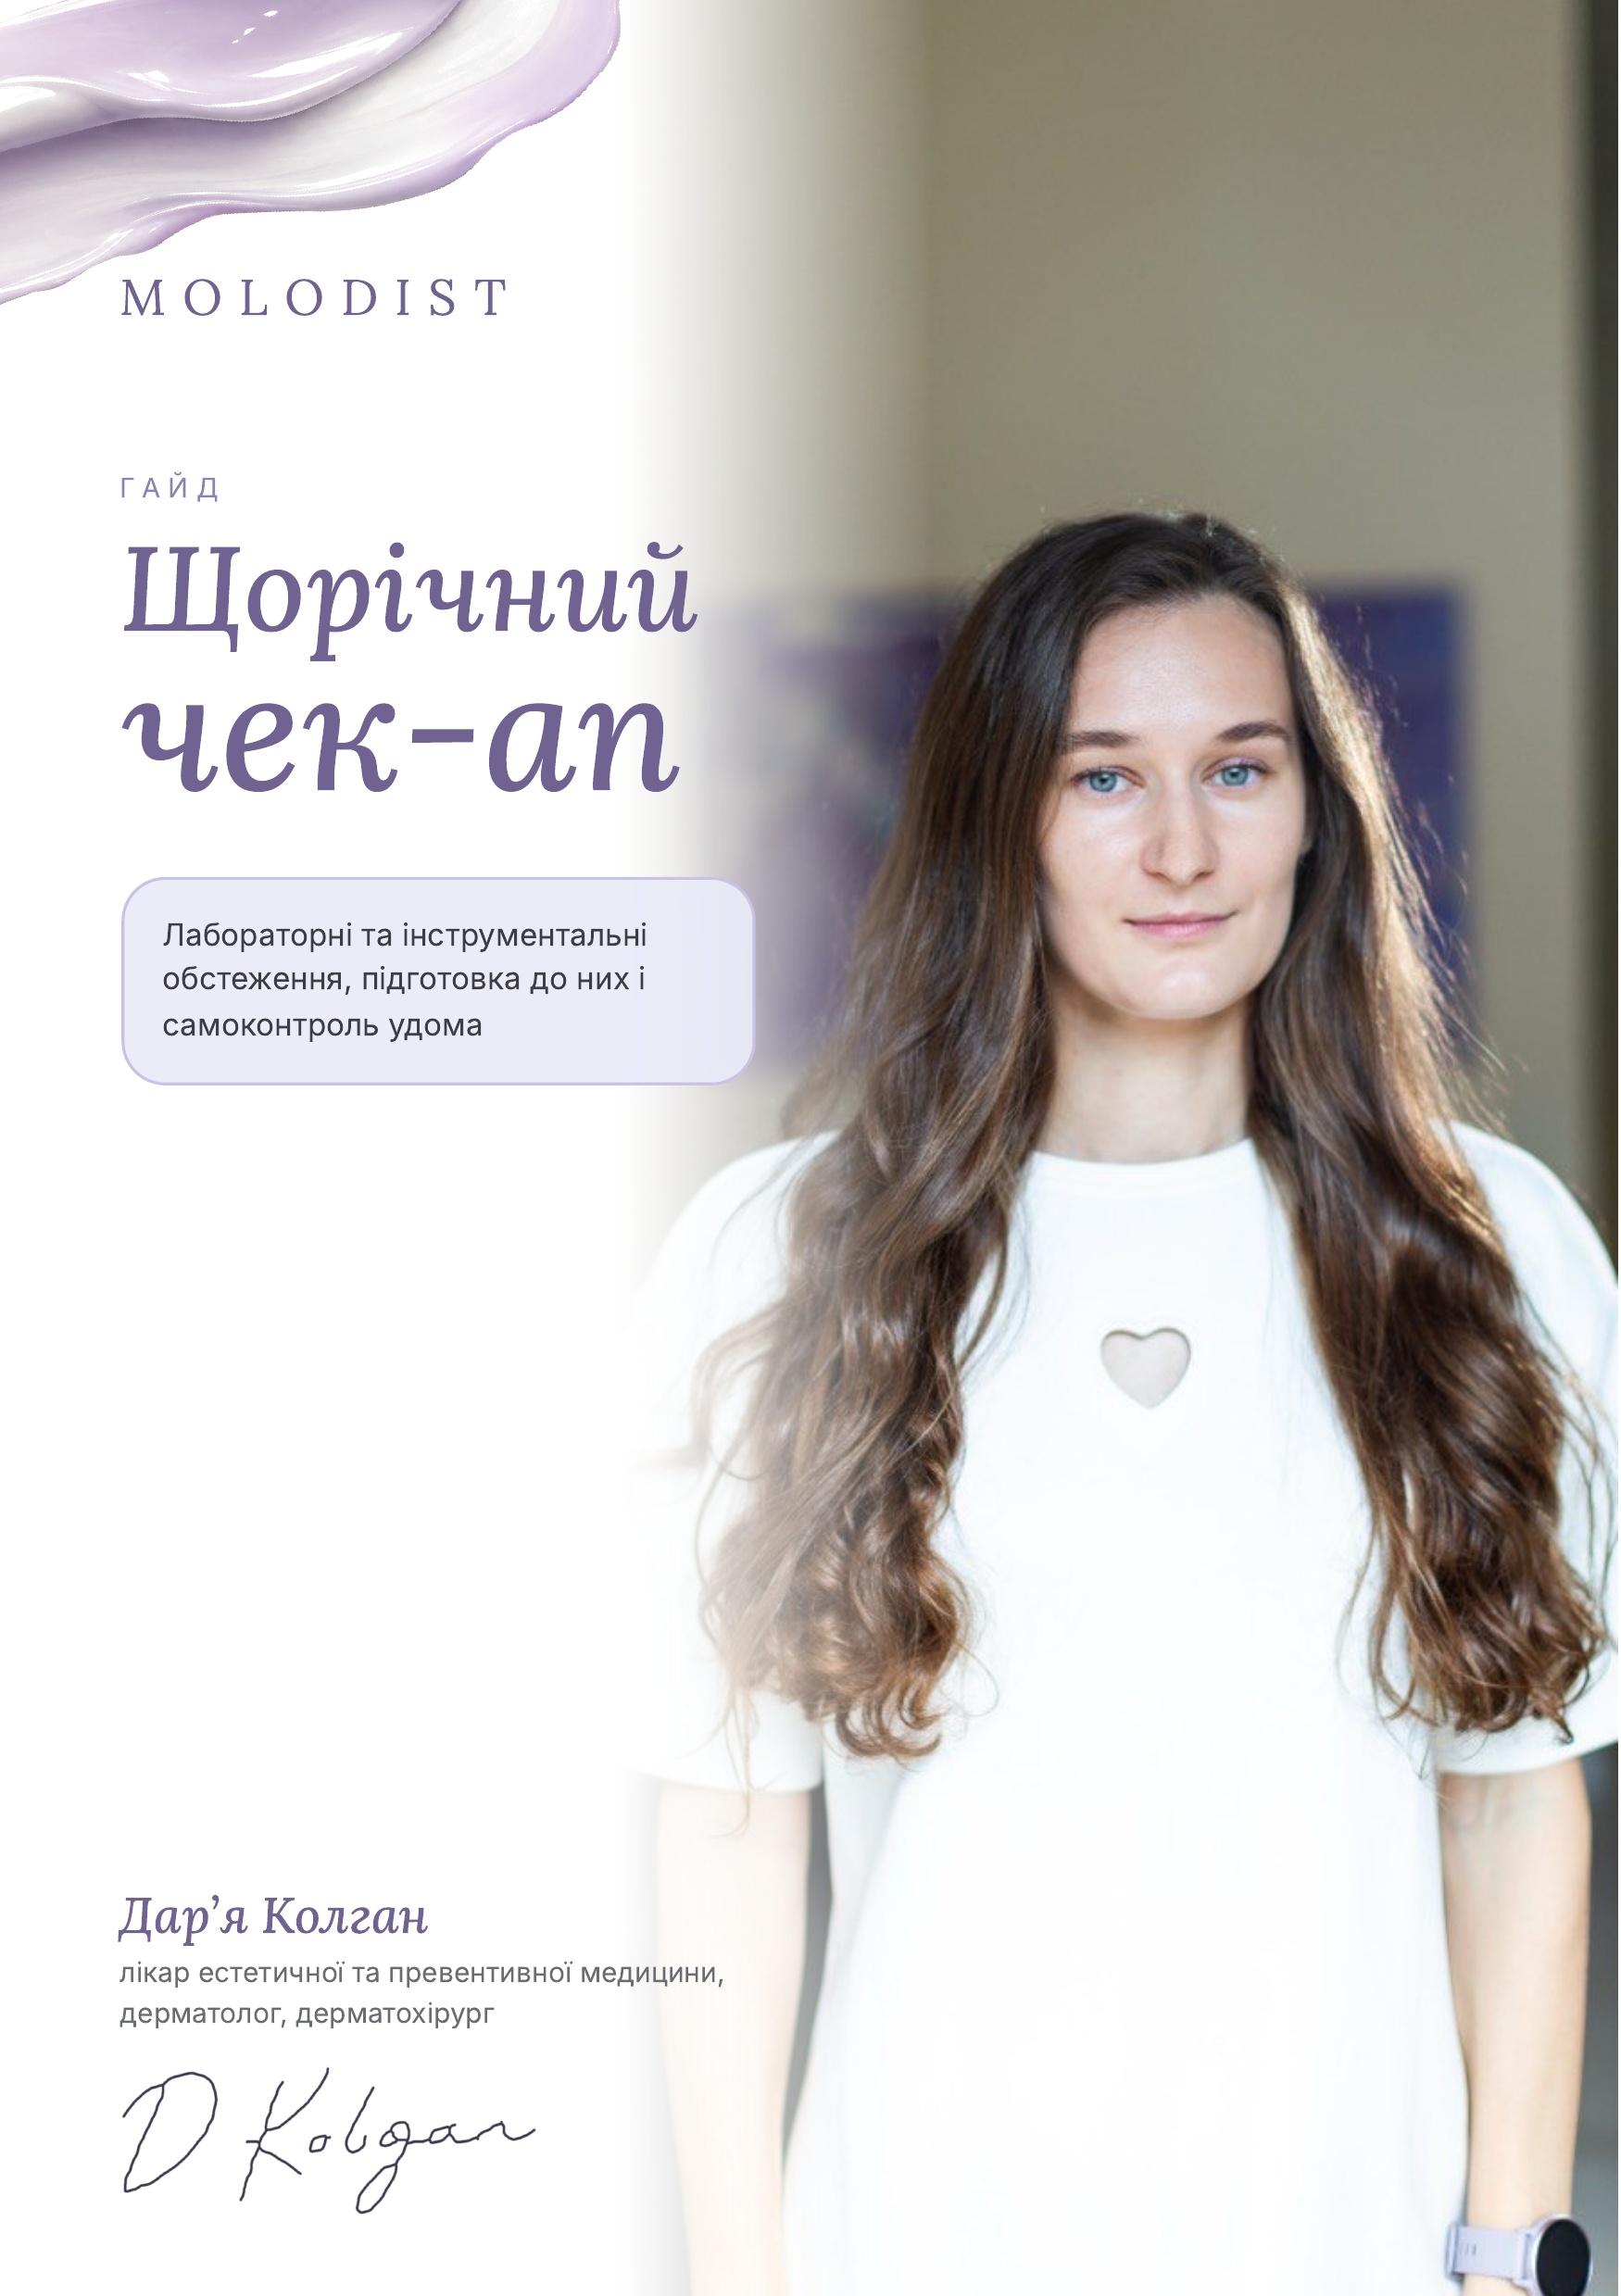 MOLODIST
ГАЙД
Щорічний
чек-ап
Лабораторні та інструментальні
обстеження, підготовка до них і
самоконтроль удома
Дар’я Колган
лікар естетичної та превентивної медицини,
дерматолог, дерматохірург
D Kolgan